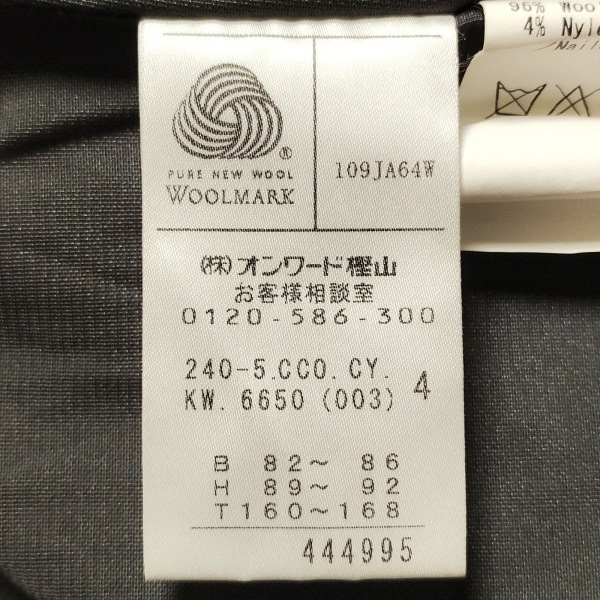 PURE NEW WOOL
WOOLMARK
®
109JA64W
(株)オンワード樫山
お客様相談室
0120-586-300
240-5.CCO.CY.
KW. 6650 (003) 4
B 82～ 86
H 89～ 92
T160～168
444995
96% Wool
4%